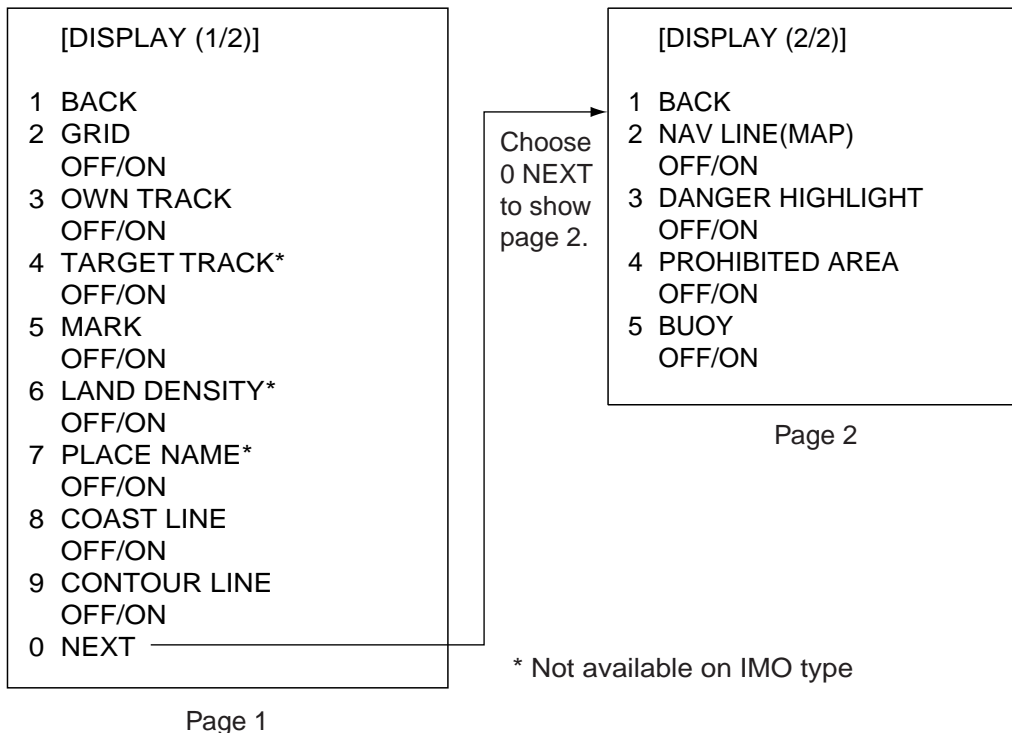 [DISPLAY (1/2)]
1 BACK
2 GRID
OFF/ON
3 OWN TRACK
OFF/ON
4 TARGET TRACK*
OFF/ON
5 MARK
OFF/ON
6 LAND DENSITY*
OFF/ON
7 PLACE NAME*
OFF/ON
8 COAST LINE
OFF/ON
9 CONTOUR LINE
OFF/ON
0 NEXT
Page 1
Choose
0 NEXT
to show
page 2.
[DISPLAY (2/2)]
1 BACK
2 NAV LINE(MAP)
OFF/ON
3 DANGER HIGHLIGHT
OFF/ON
4 PROHIBITED AREA
OFF/ON
5 BUOY
OFF/ON
Page 2
* Not available on IMO type